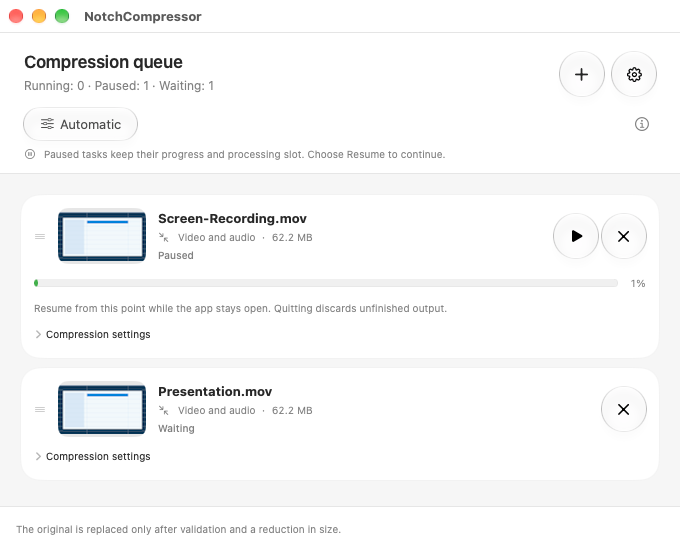 NotchCompressor
Compression queue
Running: 0 · Paused: 1 · Waiting: 1
Automatic
Paused tasks keep their progress and processing slot. Choose Resume to continue.
Screen-Recording.mov
Video and audio · 62.2 MB
Paused
1%
Resume from this point while the app stays open. Quitting discards unfinished output.
Compression settings
Presentation.mov
Video and audio · 62.2 MB
Waiting
Compression settings
The original is replaced only after validation and a reduction in size.